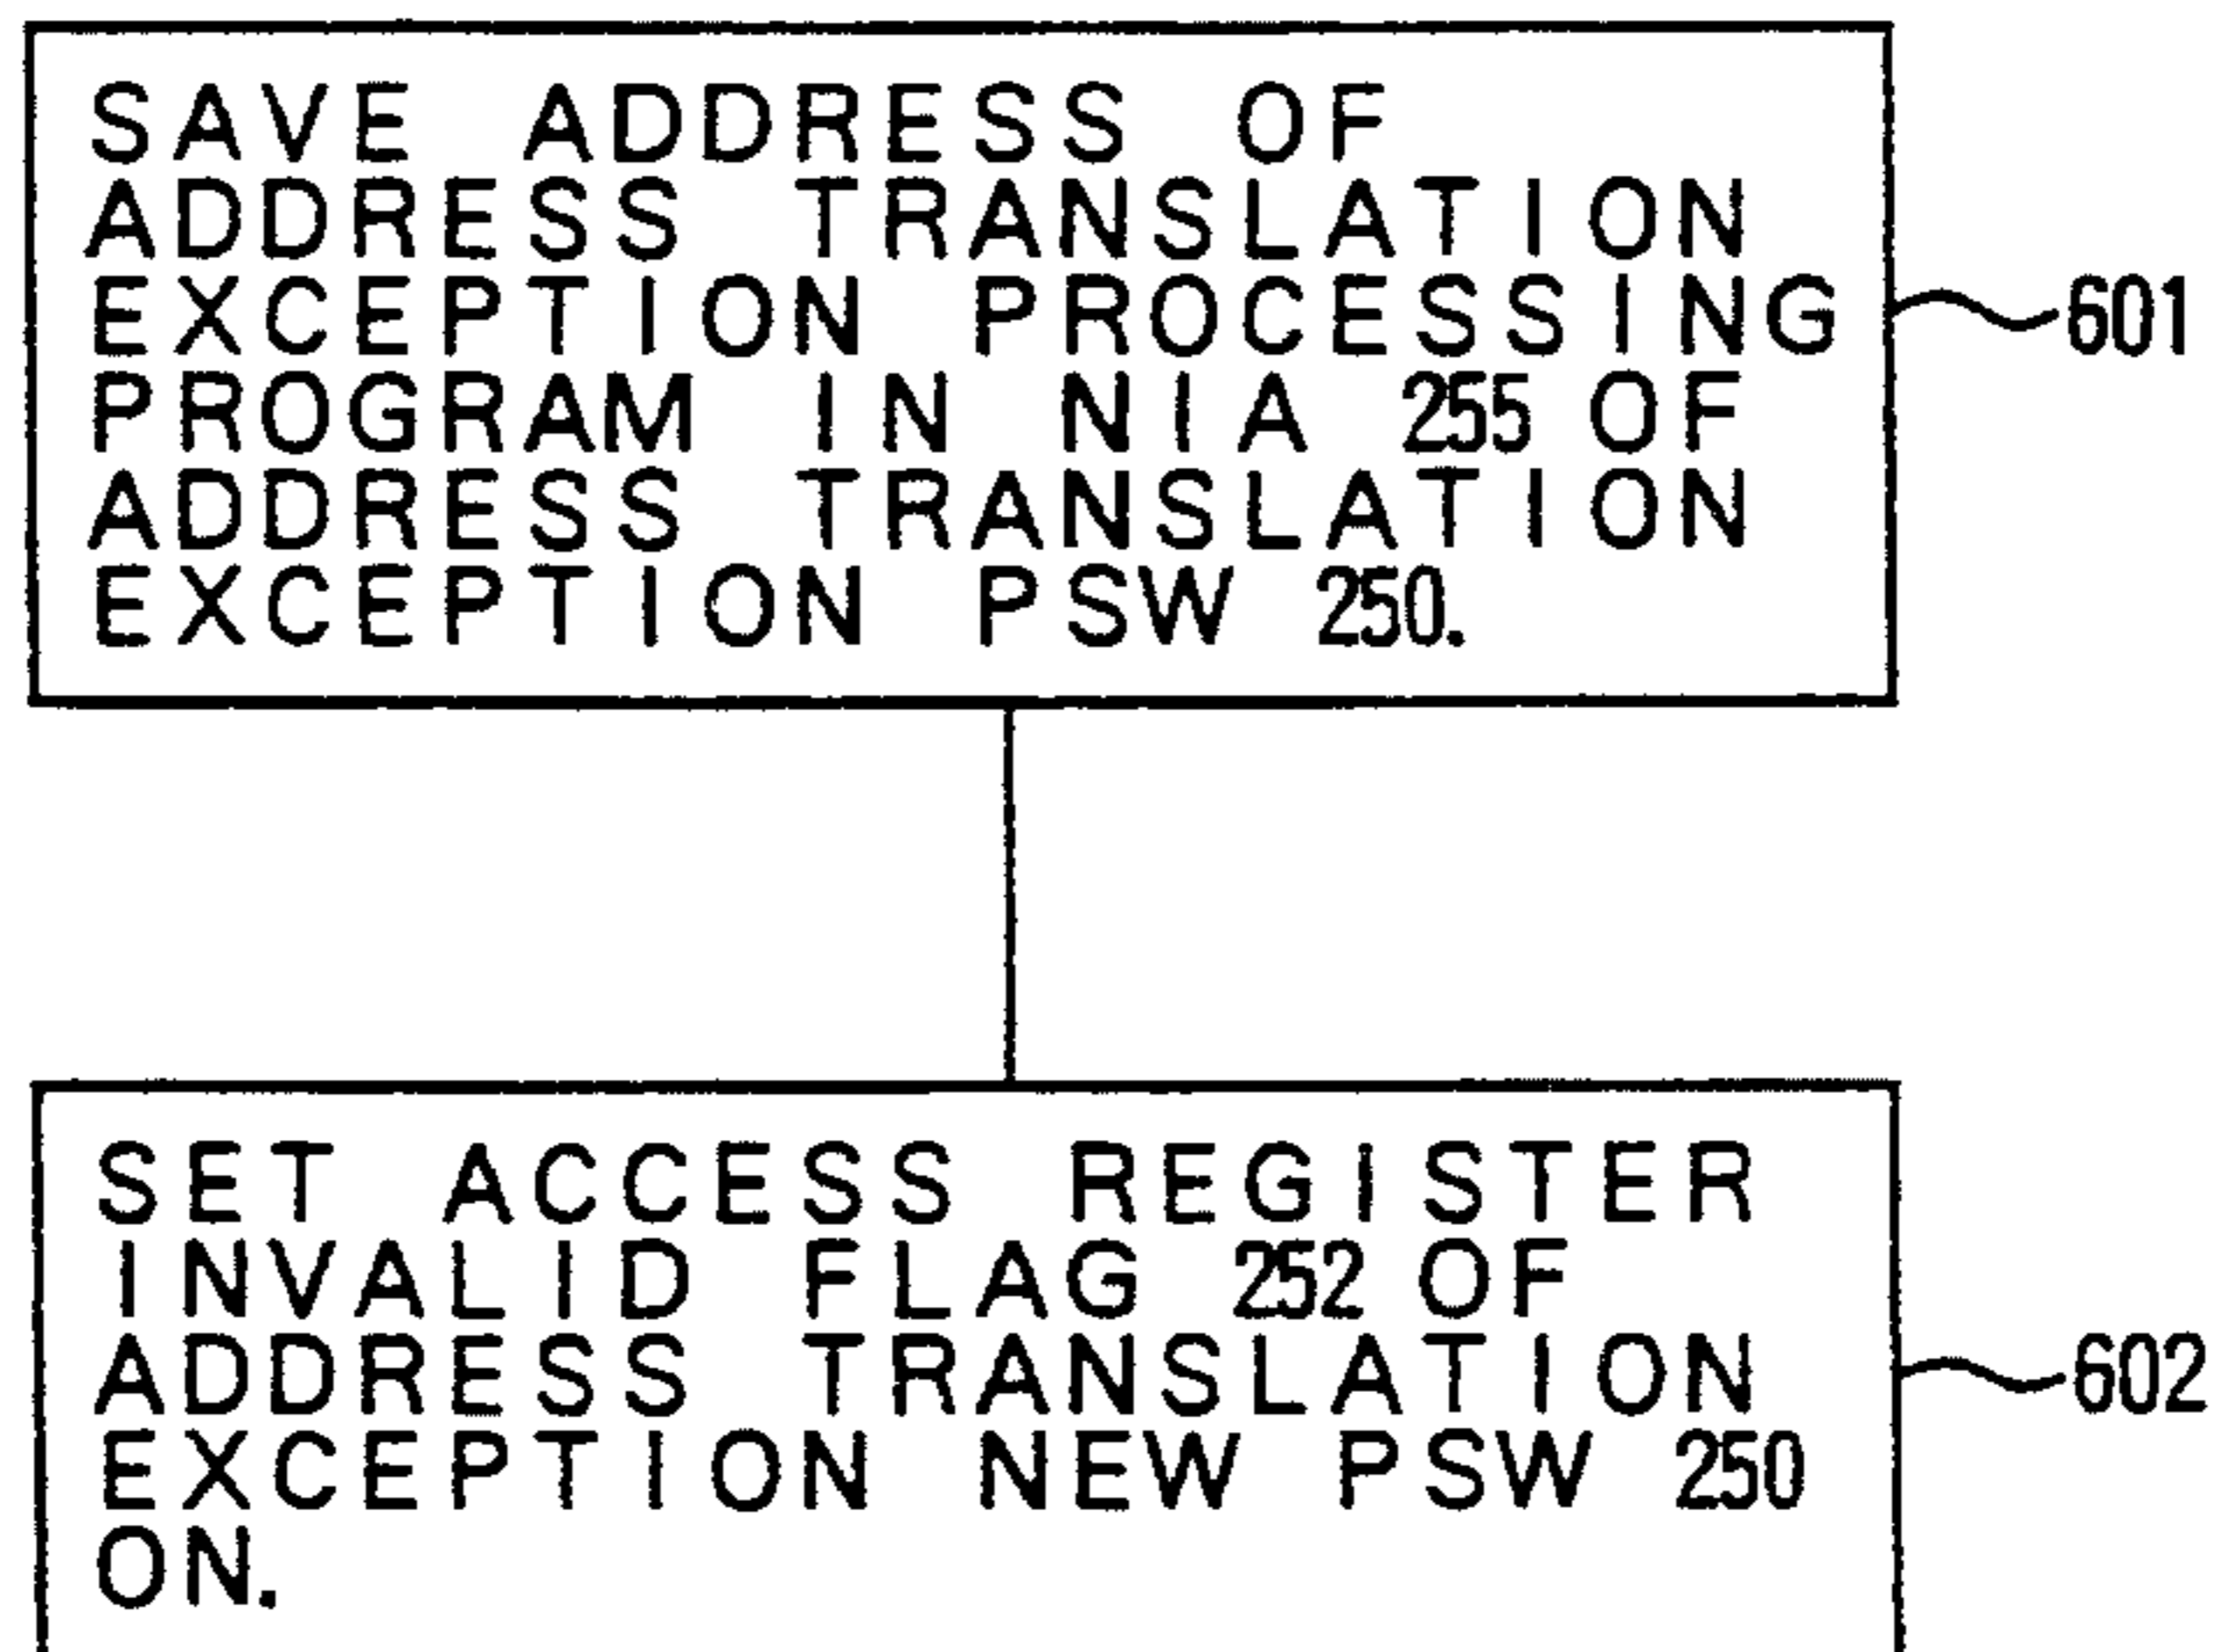 SAVE ADDRESS OF
ADDRESS TRANSLATION
EXCEPTION PROCESSING
PROGRAM IN NIA 255 OF
ADDRESS TRANSLATION
EXCEPTION PSW 250.
601
SET ACCESS REGISTER
INVALID FLAG 252 OF
ADDRESS TRANSLATION
EXCEPTION NEW PSW 250
ON.
602